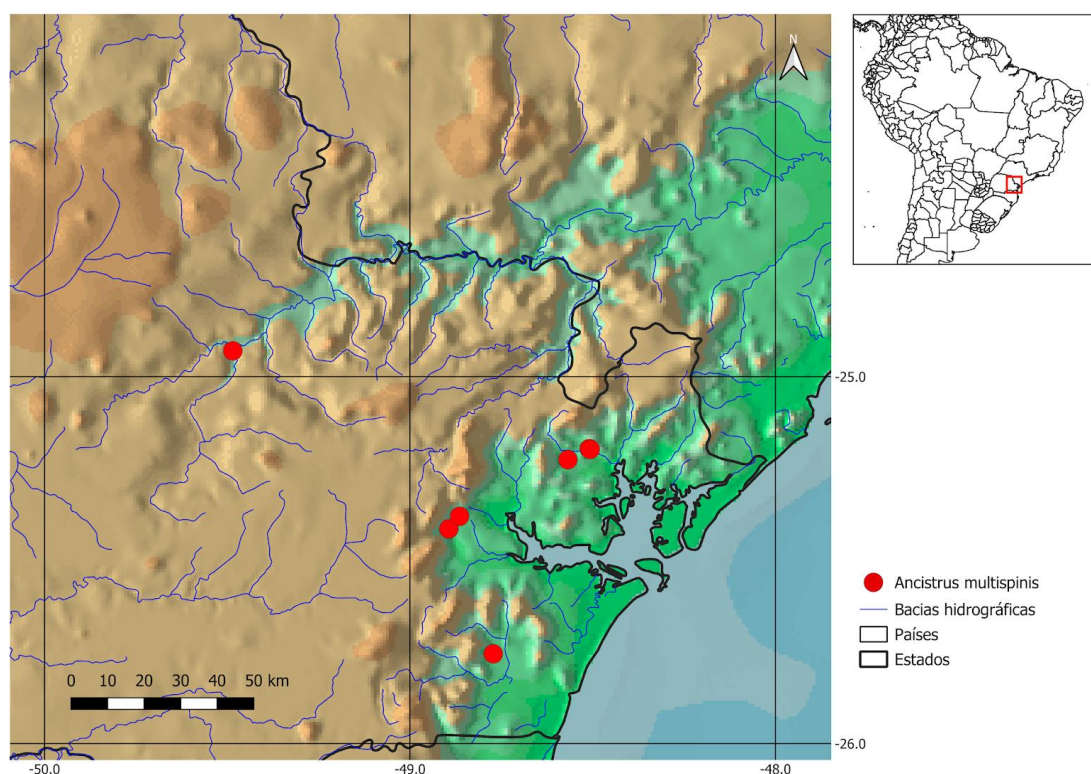 N
-25.0
Ancistrus multispinis
Bacias hidrográficas
Países
Estados
0 10 20 30 40 50 km
-26.0
-50.0 -49.0 -48.0